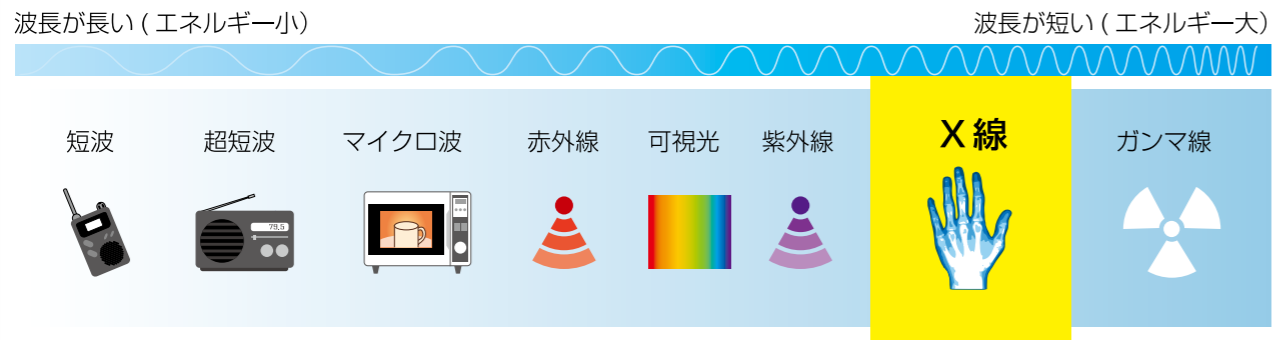 波長が長い ( エネルギー小）
波長が短い ( エネルギー大）
短波
超短波
マイクロ波
赤外線
可視光
紫外線
X線
ガンマ線
79.5